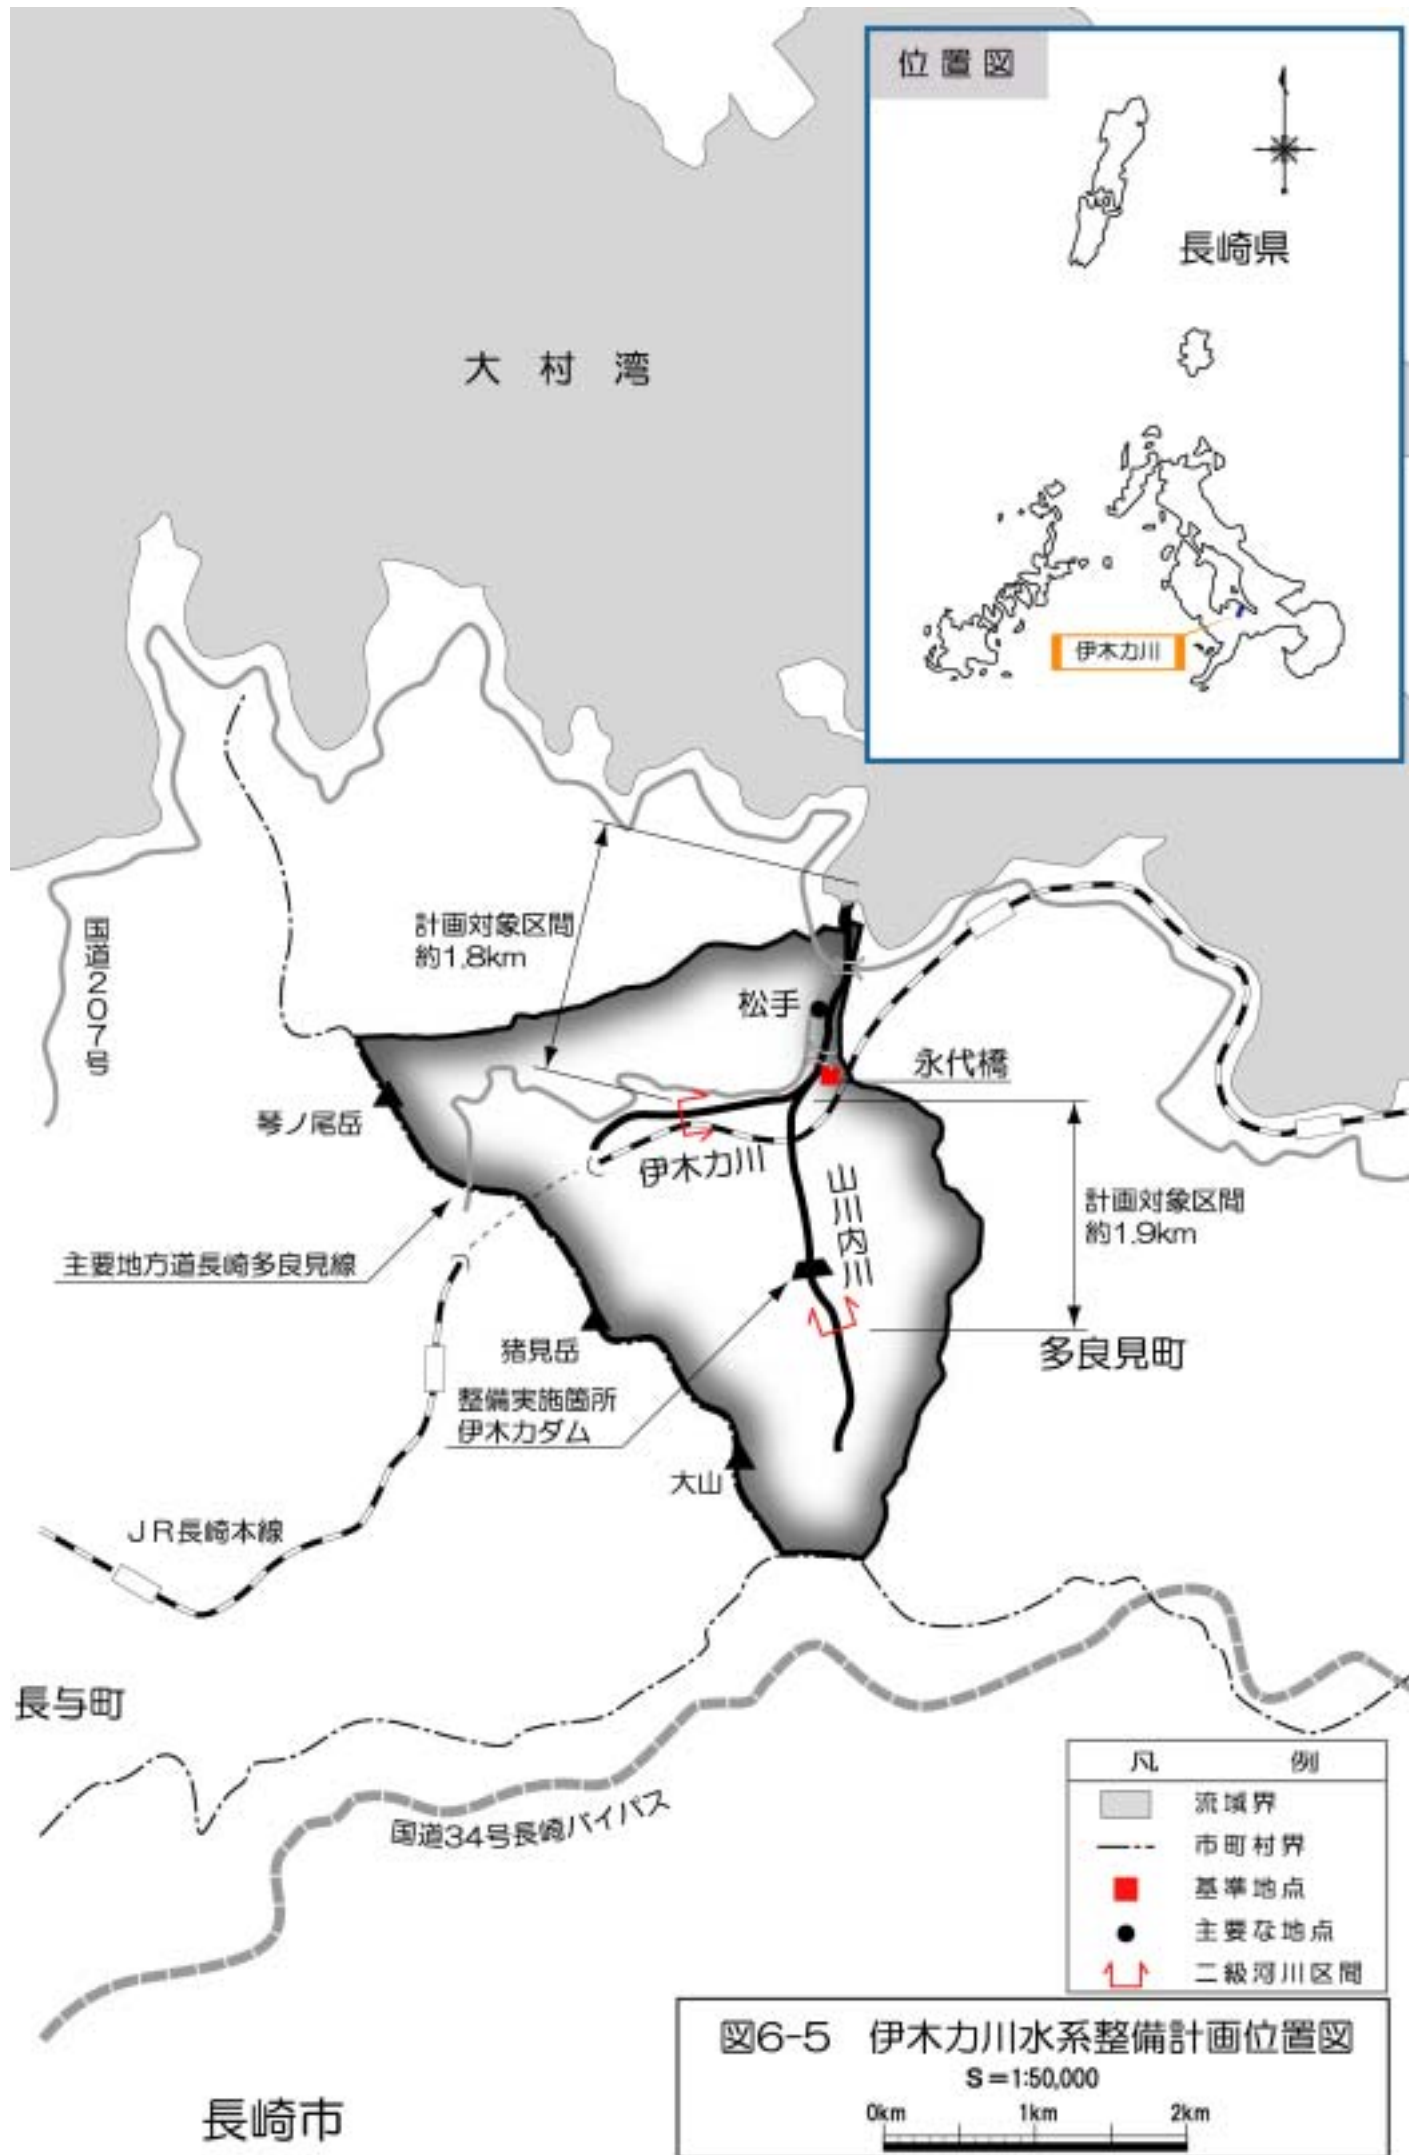 位置図
長崎県
伊木力川
大村湾
国道207号
計画対象区間
約1.8km
松手
永代橋
琴ノ尾岳
伊木力川
山川内川
計画対象区間
約1.9km
主要地方道長崎多良見線
猪見岳
多良見町
整備実施箇所
伊木力ダム
大山
JR長崎本線
長与町
国道34号長崎バイパス
凡例
流域界
市町村界
基準地点
主要な地点
二級河川区間
図6-5 伊木力川水系整備計画位置図
S=1:50,000
0km 1km 2km
長崎市